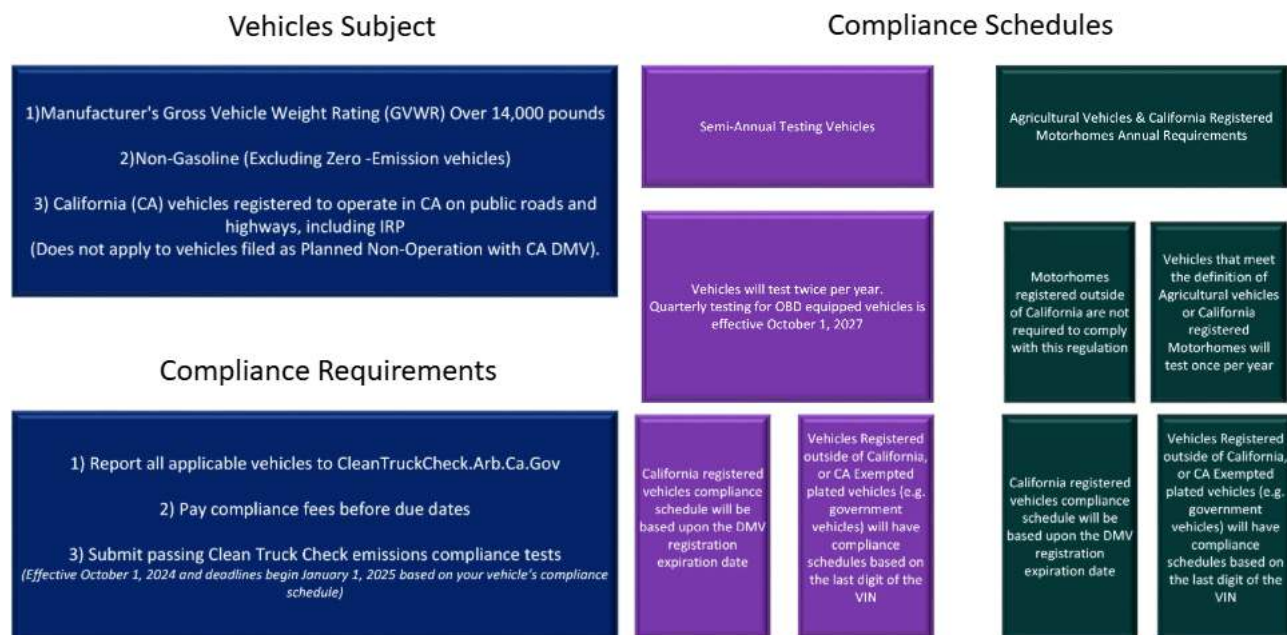 Vehicles Subject
1)Manufacturer's Gross Vehicle Weight Rating (GVWR) Over 14,000 pounds
2)Non-Gasoline (Excluding Zero -Emission vehicles)
3) California (CA) vehicles registered to operate in CA on public roads and
highways, including IRP
(Does not apply to vehicles filed as Planned Non-Operation with CA DMV).
Compliance Requirements
1) Report all applicable vehicles to CleanTruckCheck.Arb.Ca.Gov
2) Pay compliance fees before due dates
3) Submit passing Clean Truck Check emissions compliance tests
(Effective October 1, 2024 and deadlines begin January 1, 2025 based on your vehicle's compliance
schedule)
Compliance Schedules
Semi-Annual Testing Vehicles
Vehicles will test twice per year.
Quarterly testing for OBD equipped vehicles is
effective October 1, 2027
California registered
vehicles compliance
schedule will be
based upon the DMV
registration
expiration date
Vehicles Registered
outside of California,
or CA Exempted
plated vehicles (e.g.
government
vehicles) will have
compliance
schedules based on
the last digit of the
VIN
Agricultural Vehicles & California Registered
Motorhomes Annual Requirements
Motorhomes
registered outside
of California are not
required to comply
with this regulation
Vehicles that meet
the definition of
Agricultural vehicles
or California
registered
Motorhomes will
test once per year
California registered
vehicles compliance
schedule will be
based upon the DMV
registration
expiration date
Vehicles Registered
outside of California,
or CA Exempted
plated vehicles (e.g.
government
vehicles) will have
compliance
schedules based on
the last digit of the
VIN